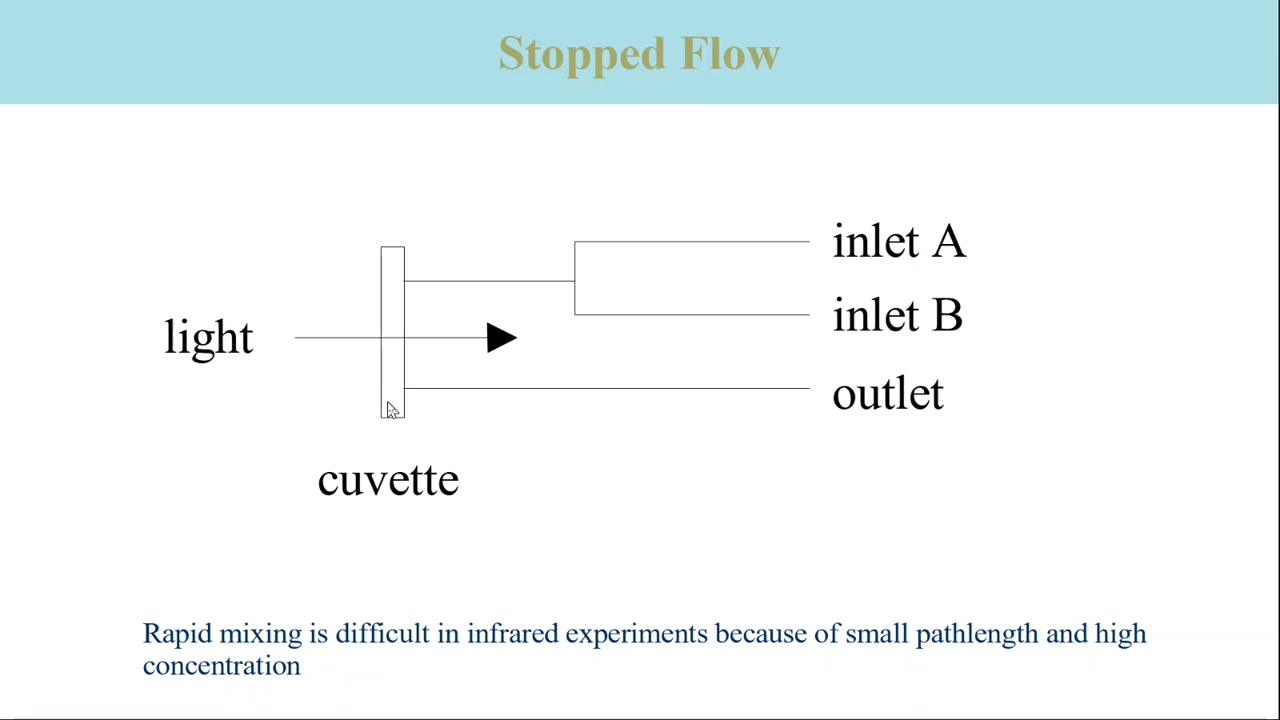 Stopped Flow
inlet A
inlet B
light
outlet
cuvette
Rapid mixing is difficult in infrared experiments because of small pathlength and high
concentration